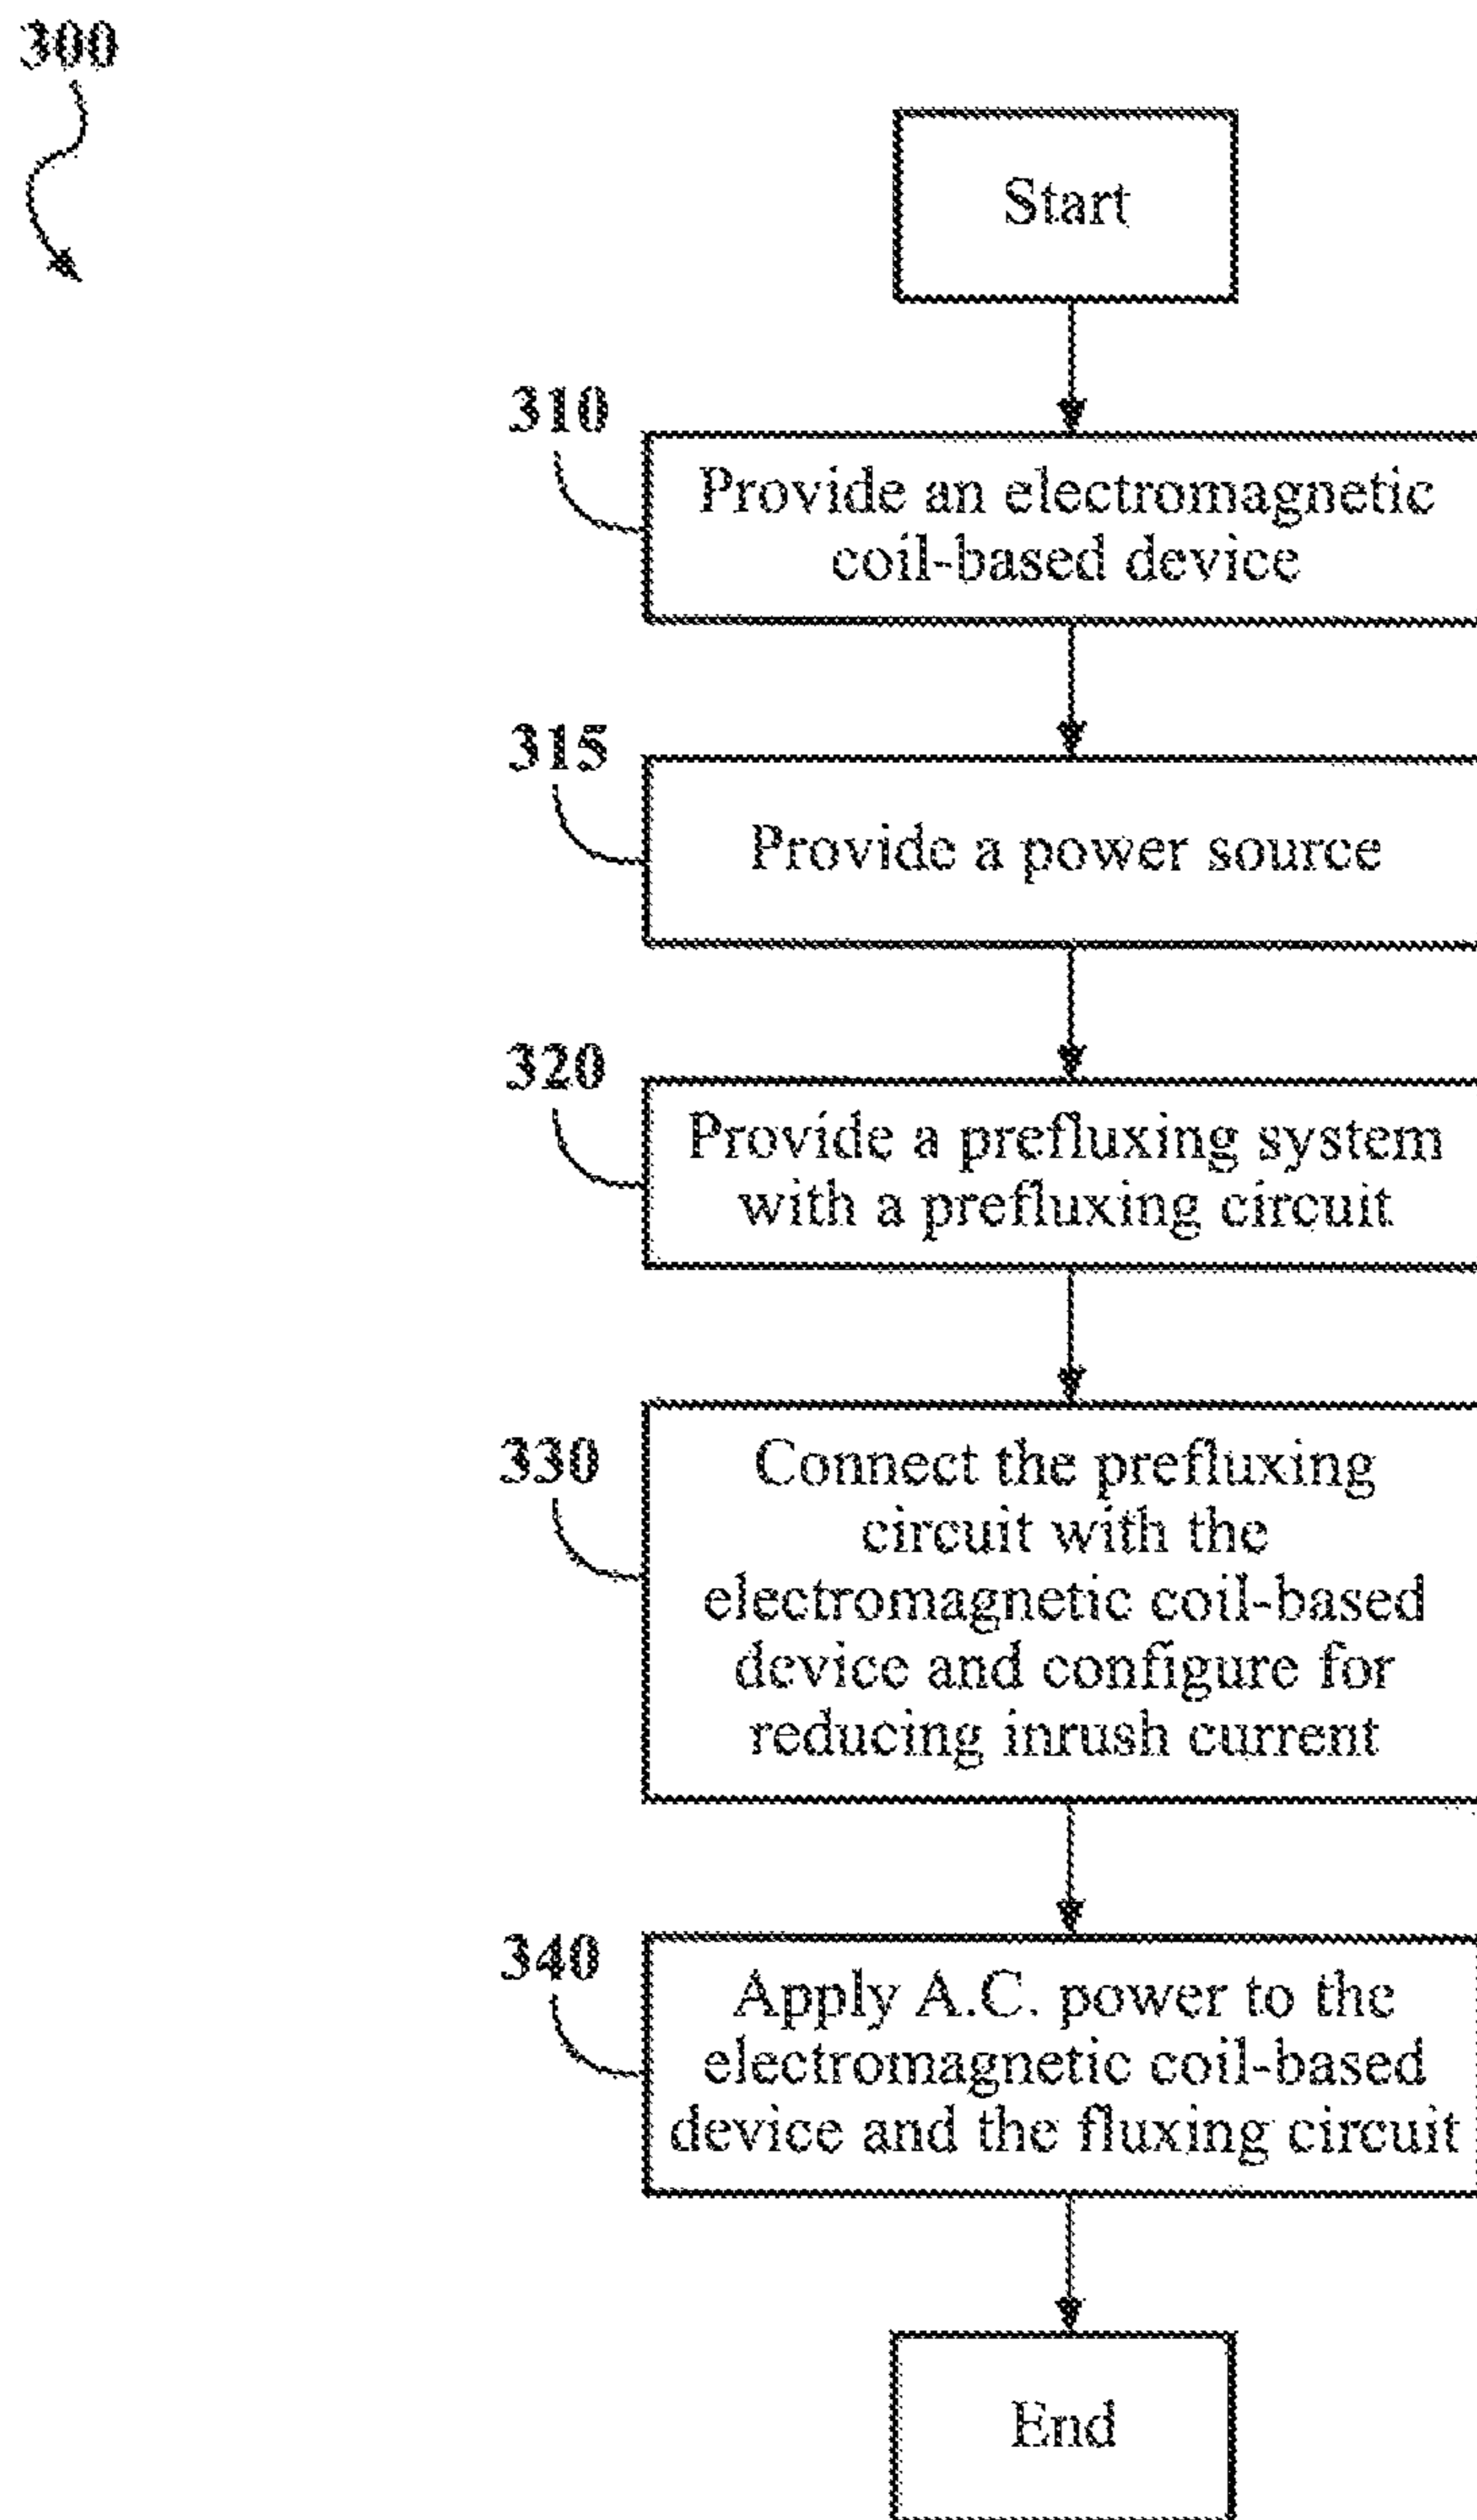 300
Start
310
Provide an electromagnetic
coil-based device
315
Provide a power source
320
Provide a prefluxing system
with a prefluxing circuit
330
Connect the prefluxing
circuit with the
electromagnetic coil-based
device and configure for
reducing inrush current
340
Apply A.C. power to the
electromagnetic coil-based
device and the fluxing circuit
End